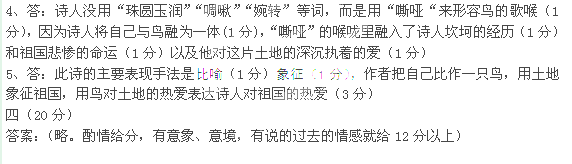 4、答：诗人没用“珠圆玉润”“啁啾”“婉转”等词，而是用“嘶哑“来形容鸟的歌喉（1
分），因为诗人将自己与鸟融为一体(1 分），“嘶哑”的喉咙里融入了诗人坎坷的经历（1 分）
和祖国悲惨的命运（1 分）以及他对这片土地的深沉执着的爱（1 分）
5、答：此诗的主要表现手法是比喻（1 分）象征（1 分），作者把自己比作一只鸟，用土地
象征祖国，用鸟对土地的热爱表达诗人对祖国的热爱（3 分）
四（20 分）
答案：（略。酌情给分，有意象、意境，有说的过去的情感就给 12 分以上）